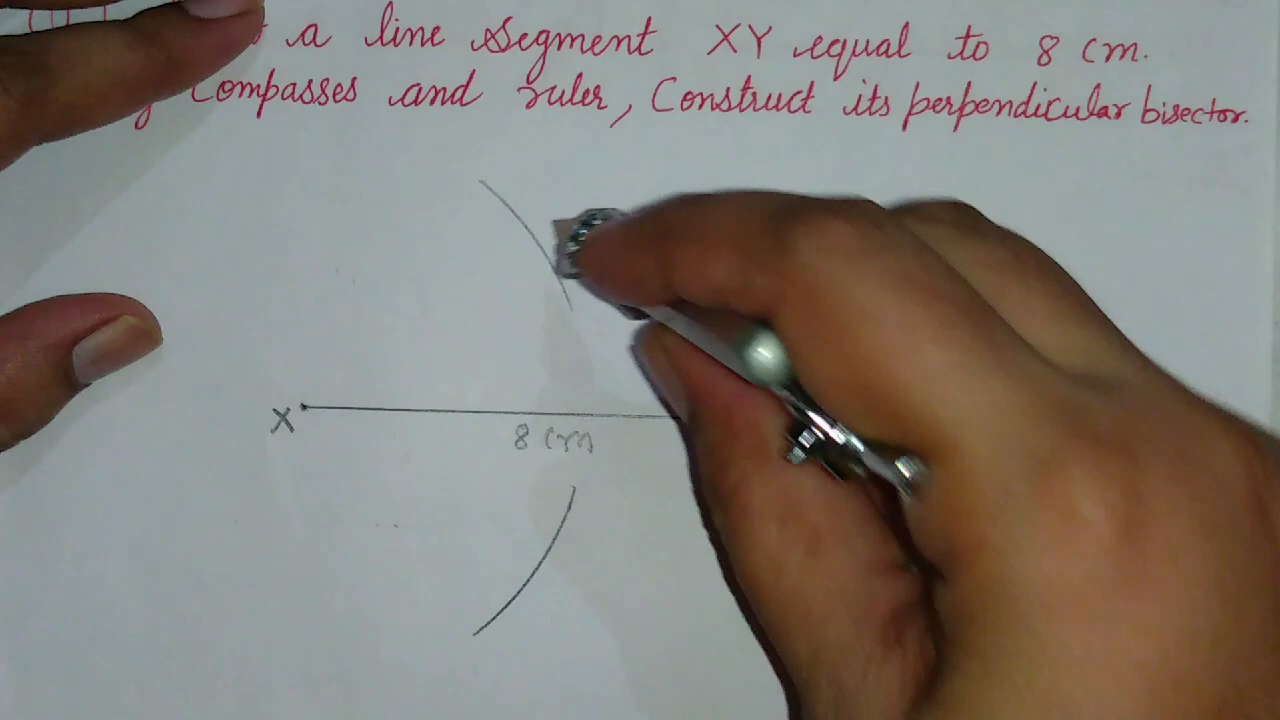 a line segment XY equal to 8 cm.
Compasses and ruler, Construct its perpendicular bisector.
X
8 cm